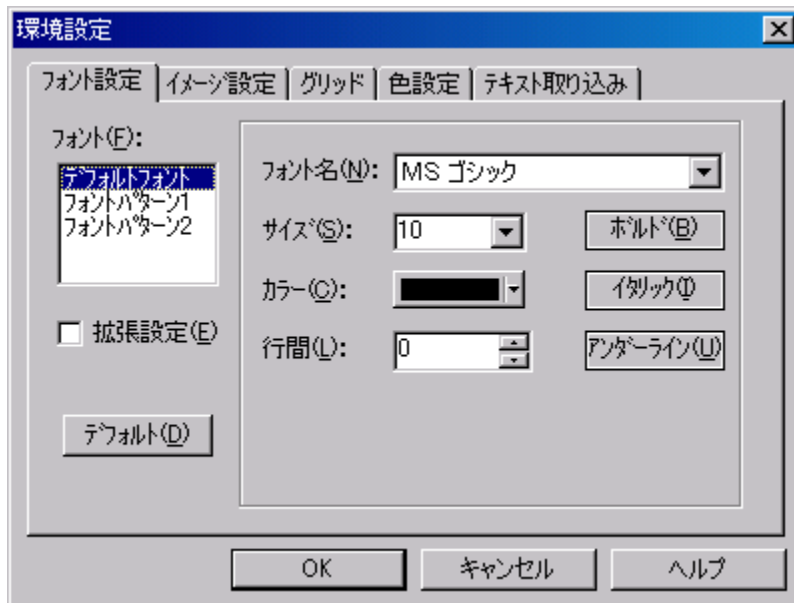 環境設定
フォント設定 イメージ設定 グリッド 色設定 テキスト取り込み
フォント(F):
デフォルトフォント
フォントパターン1
フォントパターン2
拡張設定(E)
デフォルト(D)
フォント名(N): MS ゴシック
サイズ(S): 10 ボルド(B)
カラー(C): イタリック(I)
行間(L): 0 アンダーライン(U)
OK キャンセル ヘルプ